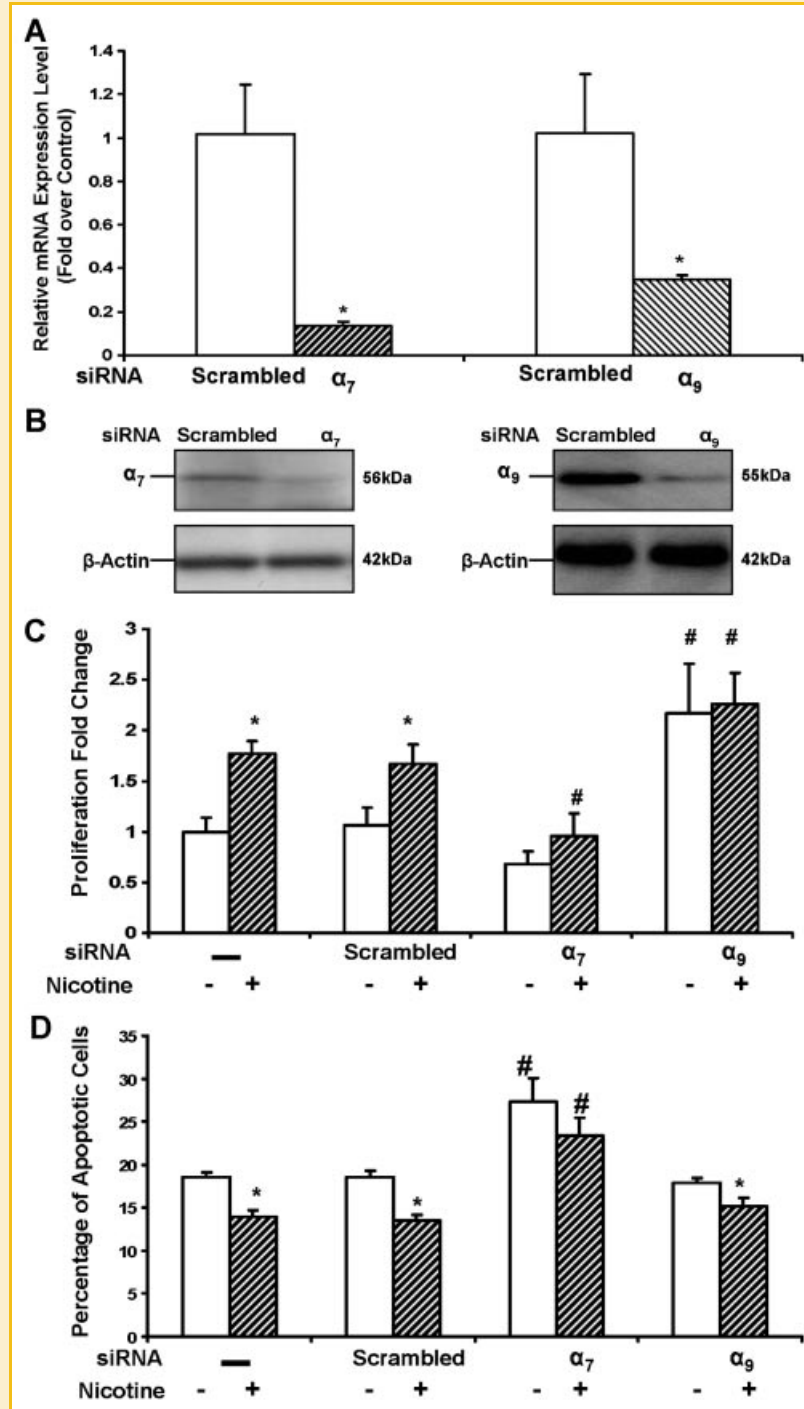 A
Relative mRNA Expression Level
(Fold over Control)
1.4
1.2
1
0.8
0.6
0.4
0.2
0
*
*
siRNA Scrambled α7 Scrambled α9
B
siRNA Scrambled α7 siRNA Scrambled α9
α7 56kDa α9 55kDa
β-Actin 42kDa β-Actin 42kDa
C
Proliferation Fold Change
3
2.5
2
1.5
1
0.5
0
* * # # #
siRNA – Scrambled α7 α9
Nicotine - + - + - + - +
D
Percentage of Apoptotic Cells
35
30
25
20
15
10
5
0
* * # # *
siRNA – Scrambled α7 α9
Nicotine - + - + - + - +